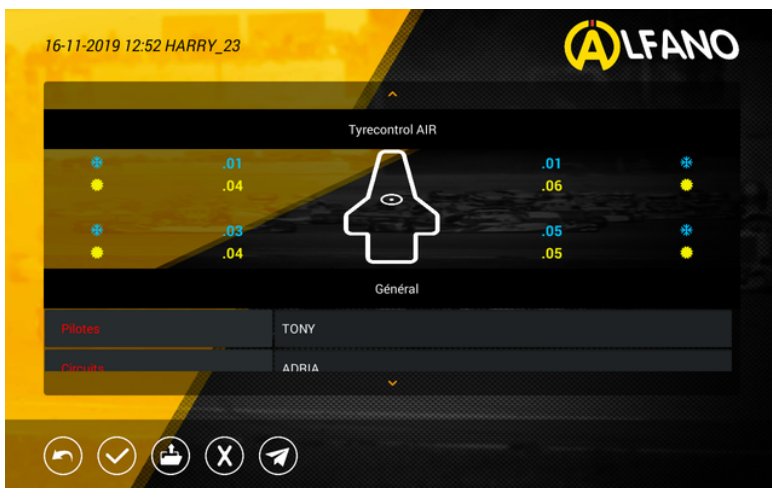 16-11-2019 12:52 HARRY_23
ALFANO
Tyrecontrol AIR
.01 .01
.04 .06
.03 .05
.04 .05
Général
Pilotes TONY
Circuits ADRIA